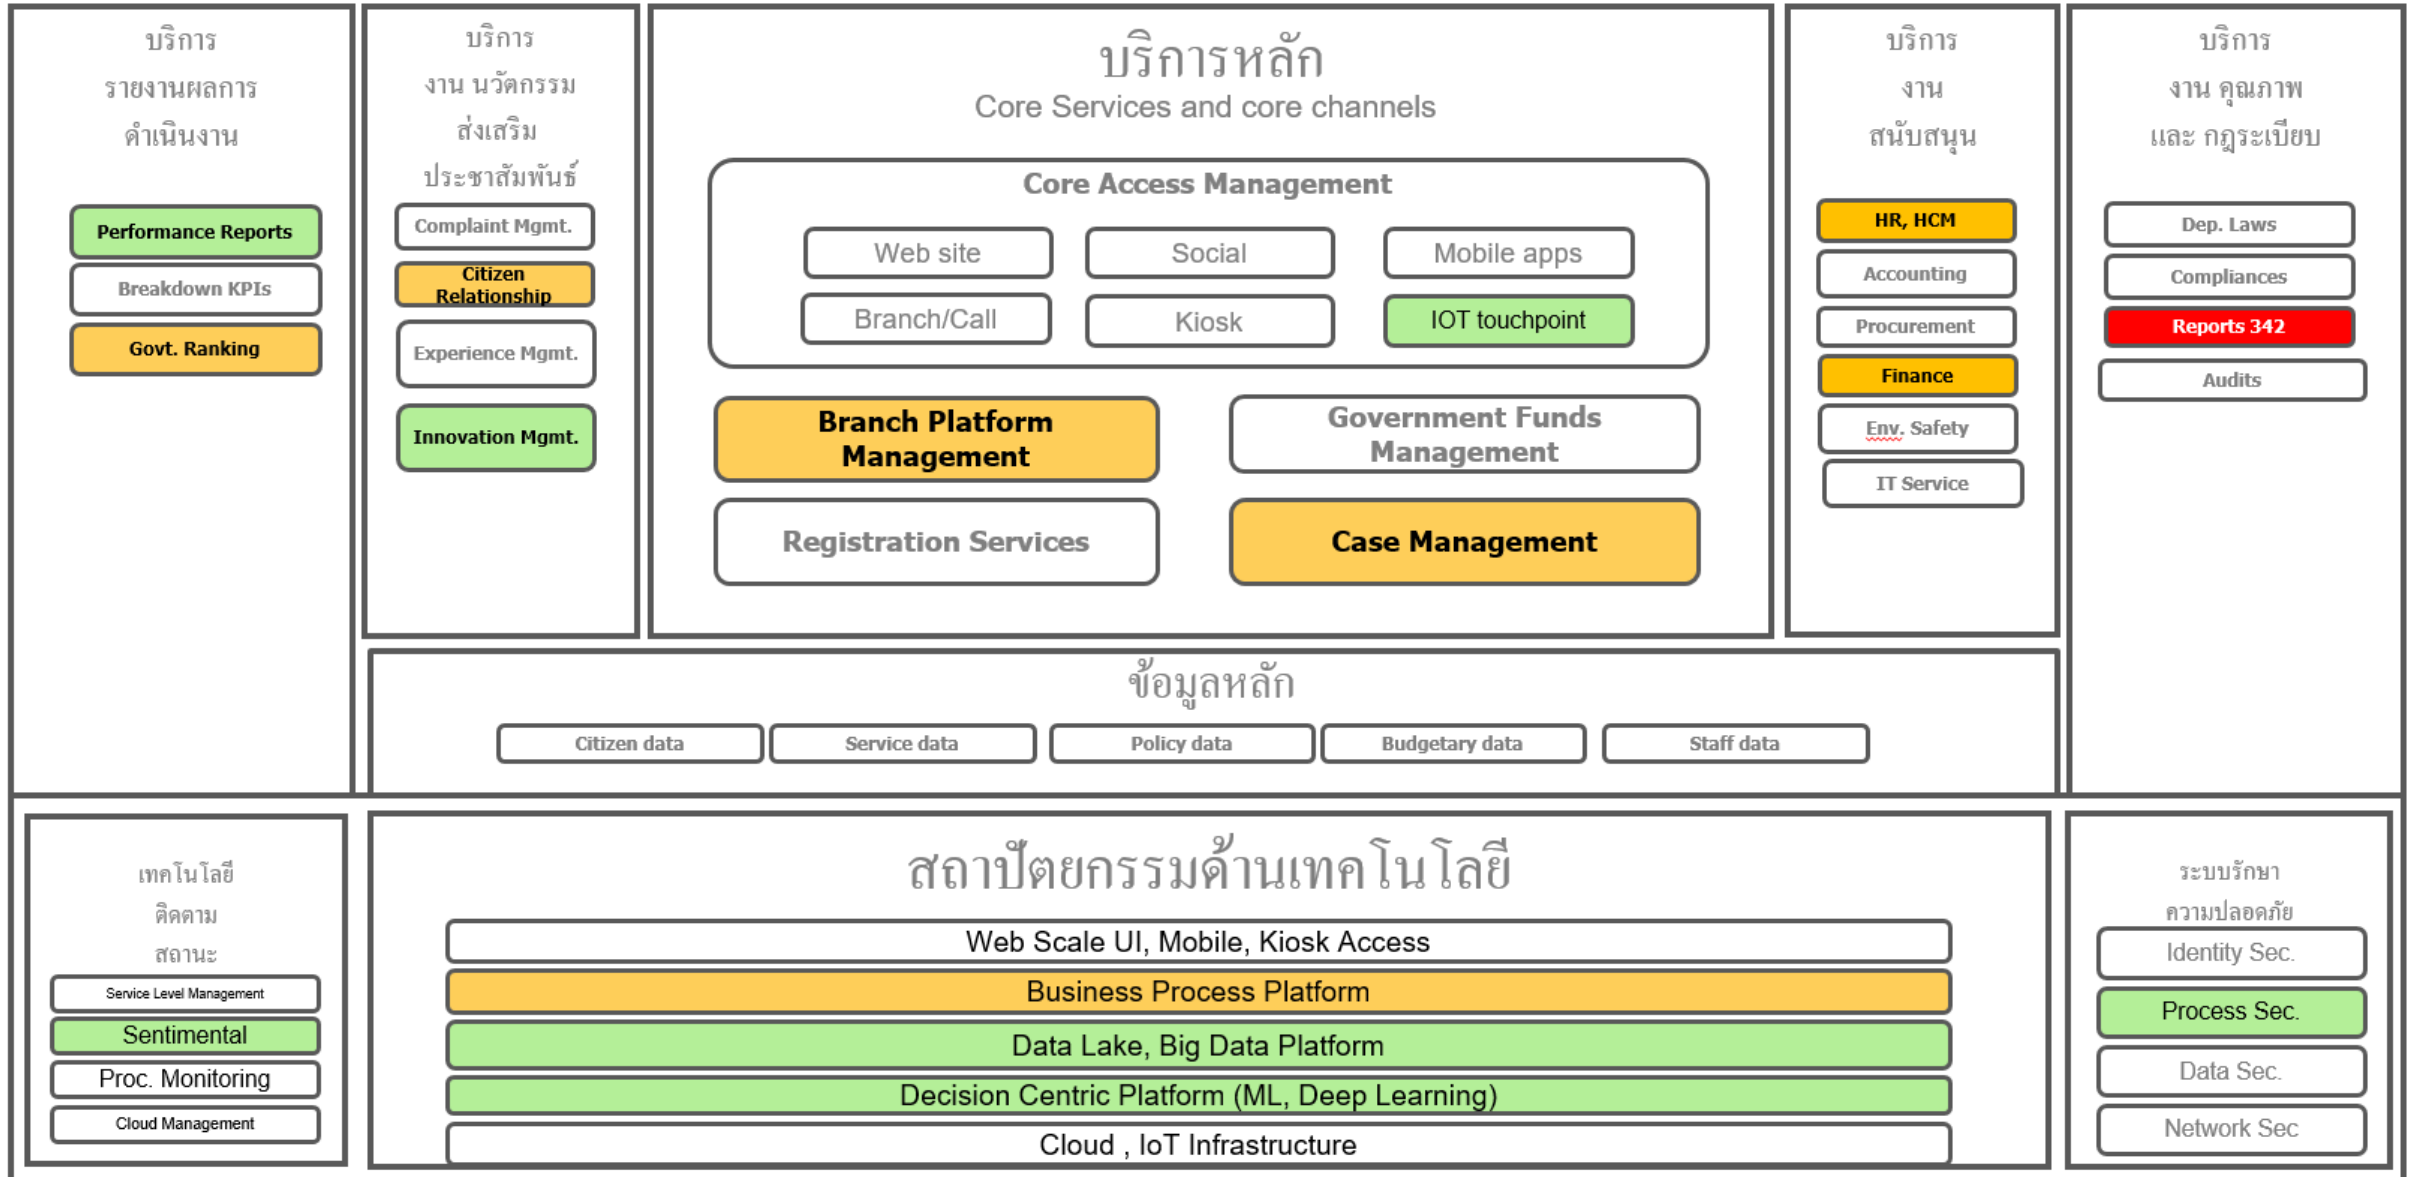 บริการ
รายงานผลการ
ดำเนินงาน
Performance Reports
Breakdown KPIs
Govt. Ranking
บริการ
งาน นวัตกรรม
ส่งเสริม
ประชาสัมพันธ์
Complaint Mgmt.
Citizen
Relationship
Experience Mgmt.
Innovation Mgmt.
บริการหลัก
Core Services and core channels
Core Access Management
Web site
Social
Mobile apps
Branch/Call
Kiosk
IOT touchpoint
Branch Platform
Management
Government Funds
Management
Registration Services
Case Management
บริการ
งาน
สนับสนุน
HR, HCM
Accounting
Procurement
Finance
Env. Safety
IT Service
บริการ
งาน คุณภาพ
และ กฎระเบียบ
Dep. Laws
Compliances
Reports 342
Audits
ข้อมูลหลัก
Citizen data
Service data
Policy data
Budgetary data
Staff data
เทคโนโลยี
ติดตาม
สถานะ
Service Level Management
Sentimental
Proc. Monitoring
Cloud Management
สถาปัตยกรรมด้านเทคโนโลยี
Web Scale UI, Mobile, Kiosk Access
Business Process Platform
Data Lake, Big Data Platform
Decision Centric Platform (ML, Deep Learning)
Cloud , IoT Infrastructure
ระบบรักษา
ความปลอดภัย
Identity Sec.
Process Sec.
Data Sec.
Network Sec